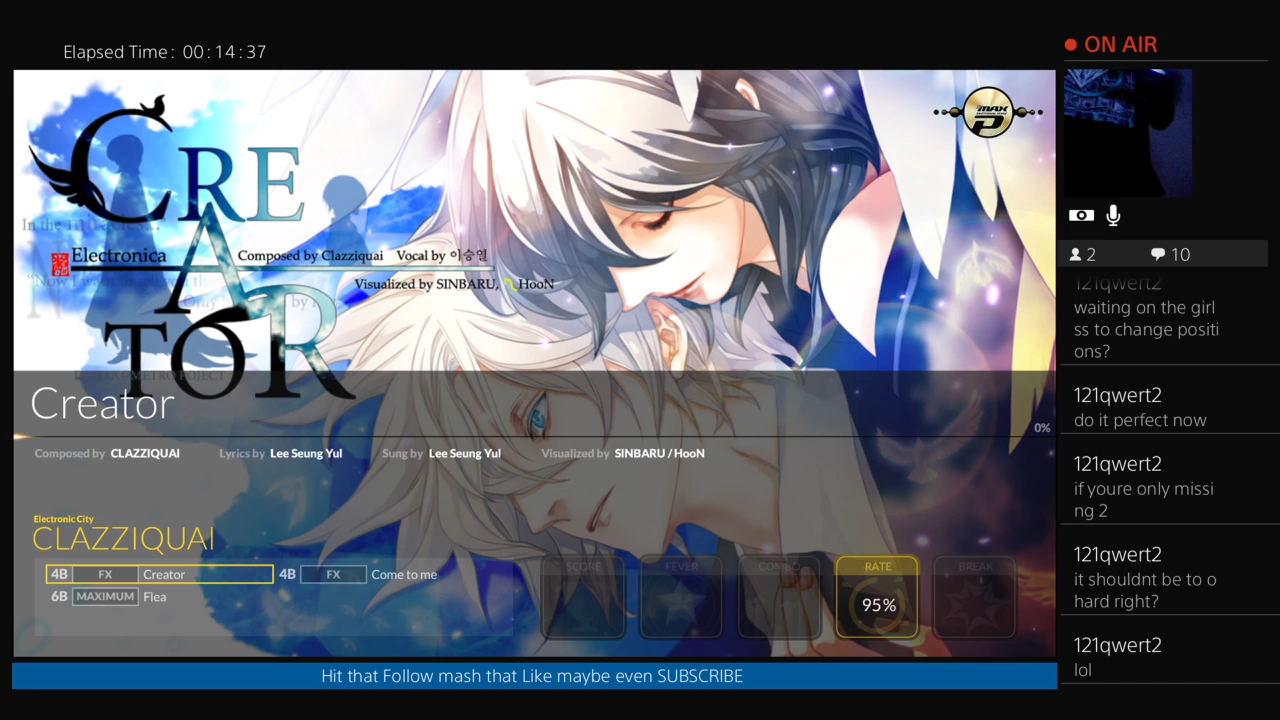 Elapsed Time: 00:14:37
ON AIR
MAX
CRE
A
TOR
In the
Electronica
Composed by Clazziquai Vocal by 이승열
Visualized by SINBARU, HooN
Creator
0%
Composed by CLAZZIQUAI Lyrics by Lee Seung Yul Sung by Lee Seung Yul Visualized by SINBARU / HooN
Electronic City
CLAZZIQUAI
4B FX Creator 4B FX Come to me
6B MAXIMUM Flea
SCORE FEVER COMBO RATE BREAK
95%
Hit that Follow mash that Like maybe even SUBSCRIBE
2 10
121qwert2
waiting on the girl
ss to change positi
ons?
121qwert2
do it perfect now
121qwert2
if youre only missi
ng 2
121qwert2
it shouldnt be to o
hard right?
121qwert2
lol